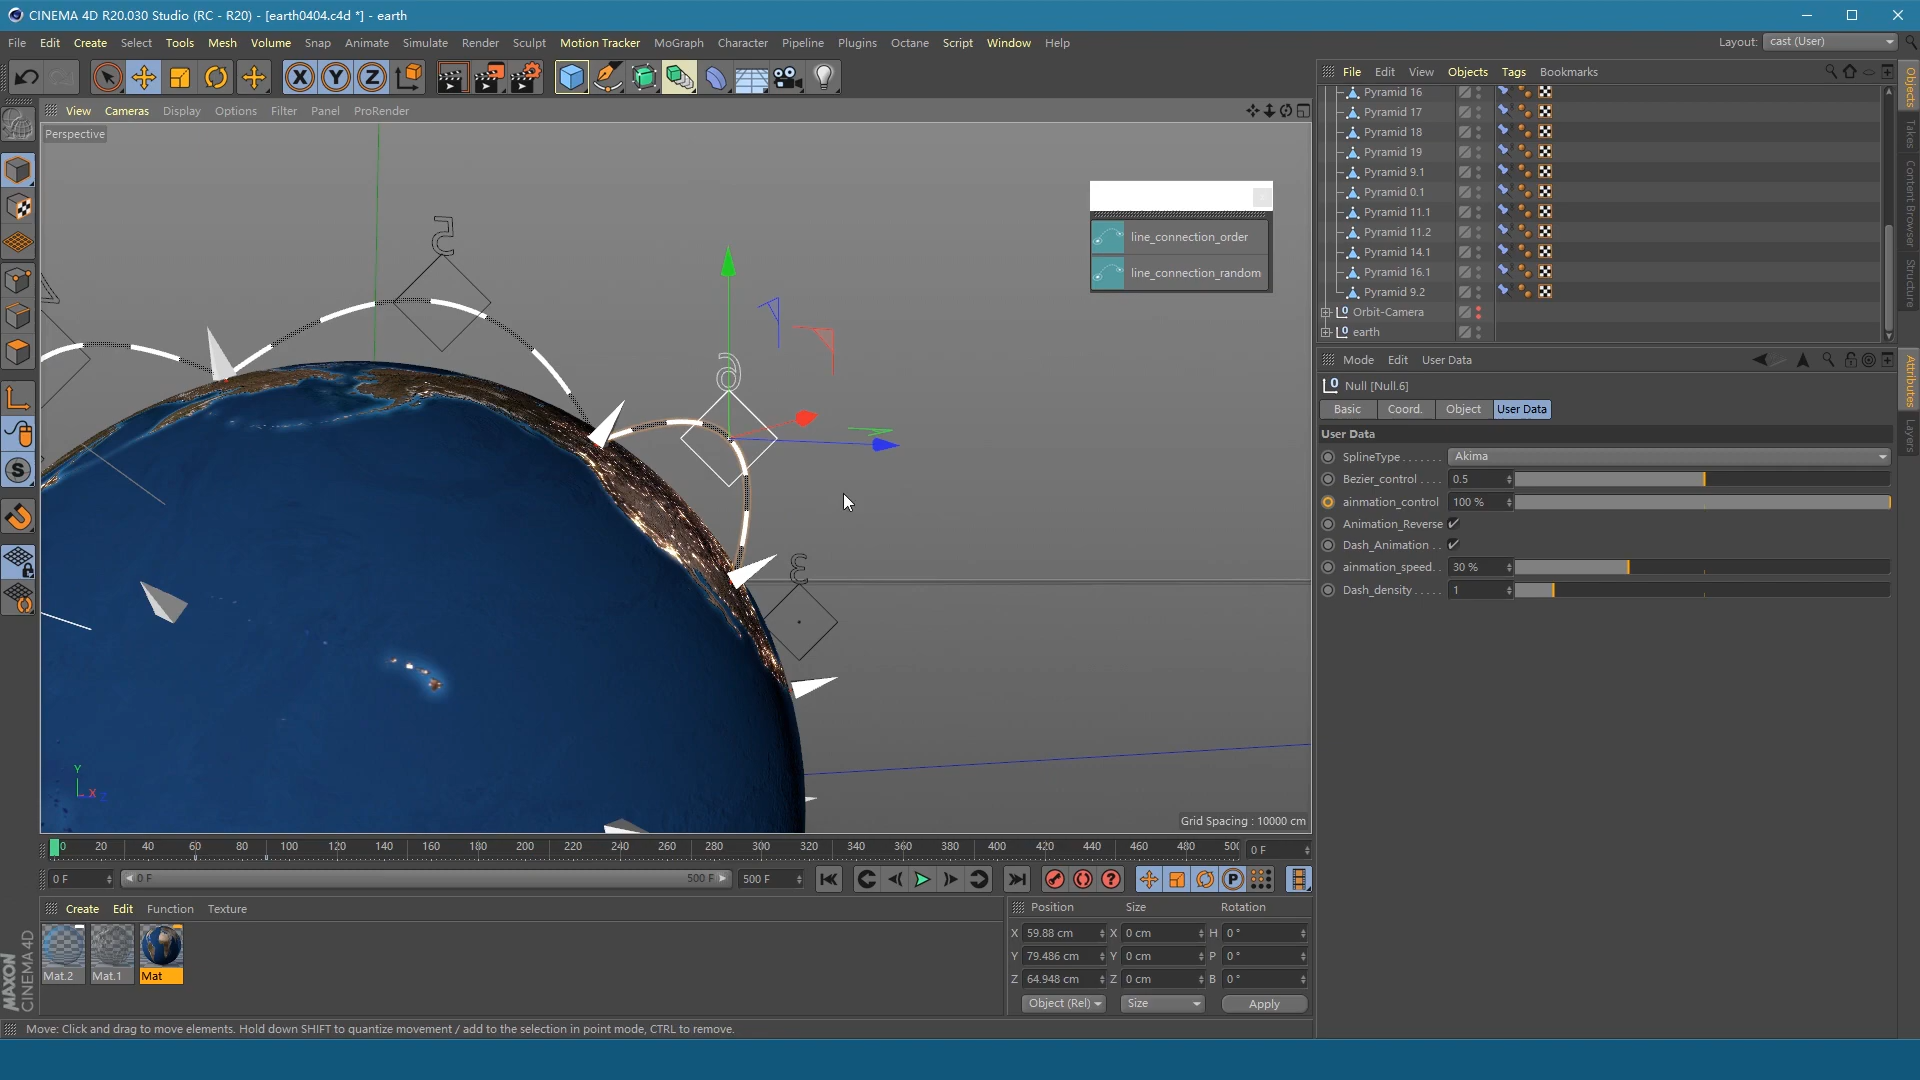 CINEMA 4D R20.030 Studio (RC - R20) - [earth0404.c4d *] - earth
File Edit Create Select Tools Mesh Volume Snap Animate Simulate Render Sculpt Motion Tracker MoGraph Character Pipeline Plugins Octane Script Window Help
Layout: cast (User)
View Cameras Display Options Filter Panel ProRender
Perspective
5
6
3
line_connection_order
line_connection_random
Grid Spacing : 10000 cm
File Edit View Objects Tags Bookmarks
Pyramid 16
Pyramid 17
Pyramid 18
Pyramid 19
Pyramid 9.1
Pyramid 0.1
Pyramid 11.1
Pyramid 11.2
Pyramid 14.1
Pyramid 16.1
Pyramid 9.2
Orbit-Camera
earth
Objects
Takes
Content Browser
Structure
Attributes
Layers
Mode Edit User Data
Null [Null.6]
Basic Coord. Object User Data
User Data
SplineType . . . . . . . Akima
Bezier_control . . . . 0.5
ainmation_control 100 %
Animation_Reverse
Dash_Animation . .
ainmation_speed. . 30 %
Dash_density . . . . . 1
0 20 40 60 80 100 120 140 160 180 200 220 240 260 280 300 320 340 360 380 400 420 440 460 480 500
0 F
0 F 0 F 500 F 500 F
Create Edit Function Texture
Mat.2 Mat.1 Mat
Position Size Rotation
X 59.88 cm X 0 cm H 0 °
Y 79.486 cm Y 0 cm P 0 °
Z 64.948 cm Z 0 cm B 0 °
Object (Rel) Size Apply
MAXON CINEMA 4D
Move: Click and drag to move elements. Hold down SHIFT to quantize movement / add to the selection in point mode, CTRL to remove.